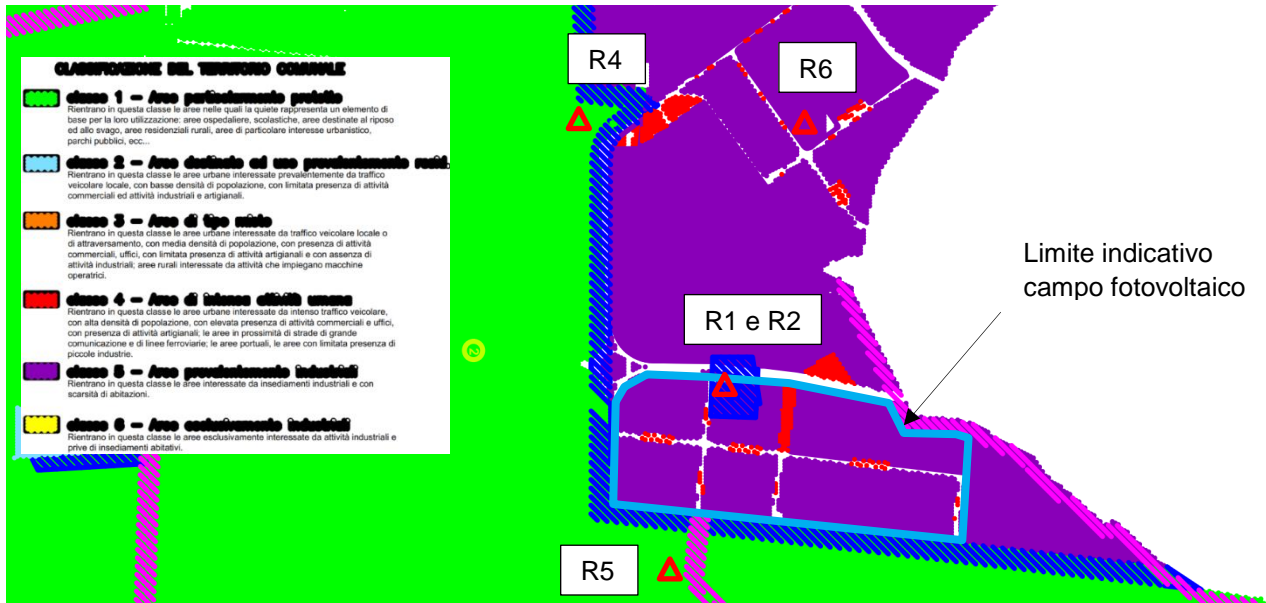 CLASSIFICAZIONE DEL TERRITORIO COMUNALE
classe 1 – Aree particolarmente protette
Rientrano in questa classe le aree nelle quali la quiete rappresenta un elemento di
base per la loro utilizzazione: aree ospedaliere, scolastiche, aree destinate al riposo
ed allo svago, aree residenziali rurali, aree di particolare interesse urbanistico,
parchi pubblici, ecc...
classe 2 – Aree destinate ad uso prevalentemente resid.
Rientrano in questa classe le aree urbane interessate prevalentemente da traffico
veicolare locale, con basse densità di popolazione, con limitata presenza di attività
commerciali ed attività industriali e artigianali.
classe 3 – Aree di tipo misto
Rientrano in questa classe le aree urbane interessate da traffico veicolare locale o
di attraversamento, con media densità di popolazione, con presenza di attività
commerciali, uffici, con limitata presenza di attività artigianali e con assenza di
attività industriali; aree rurali interessate da attività che impiegano macchine
operatrici.
classe 4 – Aree di intensa attività umana
Rientrano in questa classe le aree urbane interessate da intenso traffico veicolare,
con alta densità di popolazione, con elevata presenza di attività commerciali e uffici,
con presenza di attività artigianali; le aree in prossimità di strade di grande
comunicazione e di linee ferroviarie; le aree portuali, le aree con limitata presenza di
piccole industrie.
classe 5 – Aree prevalentemente industriali
Rientrano in questa classe le aree interessate da insediamenti industriali e con
scarsità di abitazioni.
classe 6 – Aree esclusivamente industriali
Rientrano in questa classe le aree esclusivamente interessate da attività industriali e
prive di insediamenti abitativi.
R4
R6
Limite indicativo
campo fotovoltaico
R1 e R2
2
R5